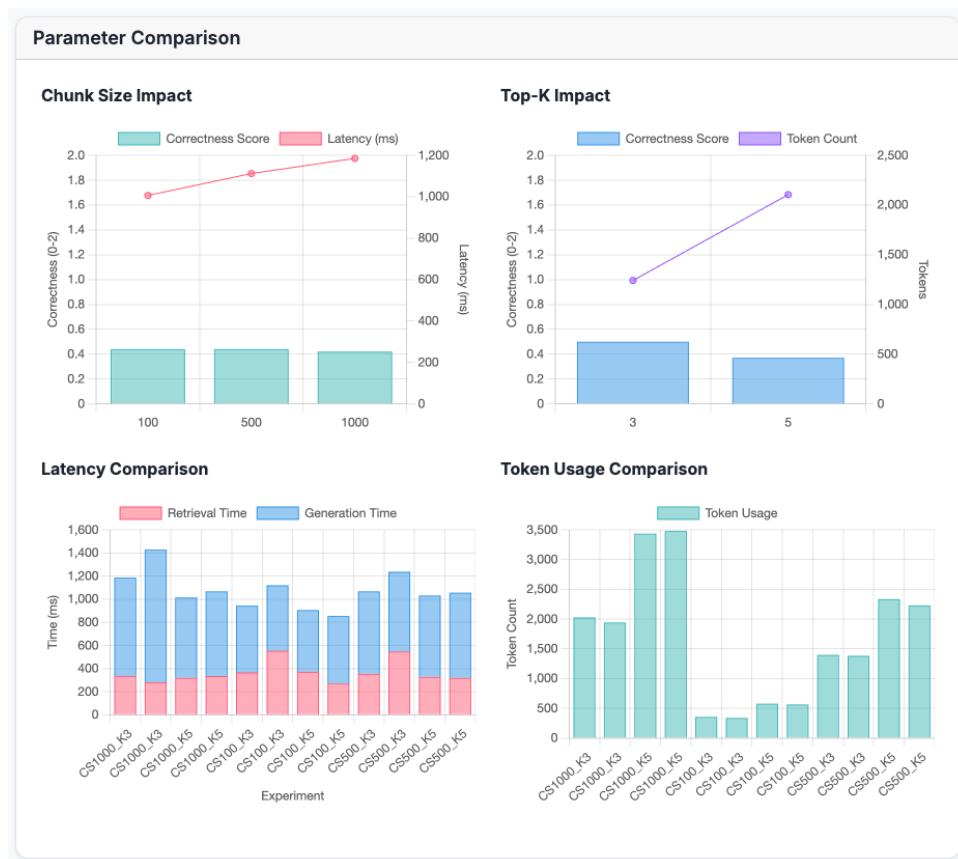 Parameter Comparison
Chunk Size Impact
Correctness Score
Latency (ms)
2.0
1.8
1.6
1.4
1.2
1.0
0.8
0.6
0.4
0.2
0
Correctness (0-2)
1,200
1,000
800
600
400
200
0
Latency (ms)
100
500
1000
Top-K Impact
Correctness Score
Token Count
2.0
1.8
1.6
1.4
1.2
1.0
0.8
0.6
0.4
0.2
0
Correctness (0-2)
2,500
2,000
1,500
1,000
500
0
Tokens
3
5
Latency Comparison
Retrieval Time
Generation Time
1,600
1,400
1,200
1,000
800
600
400
200
0
Time (ms)
CS1000_K3
CS1000_K3
CS1000_K5
CS1000_K5
CS100_K3
CS100_K3
CS100_K5
CS100_K5
CS500_K3
CS500_K3
CS500_K5
CS500_K5
Experiment
Token Usage Comparison
Token Usage
3,500
3,000
2,500
2,000
1,500
1,000
500
0
Token Count
CS1000_K3
CS1000_K3
CS1000_K5
CS1000_K5
CS100_K3
CS100_K3
CS100_K5
CS100_K5
CS500_K3
CS500_K3
CS500_K5
CS500_K5